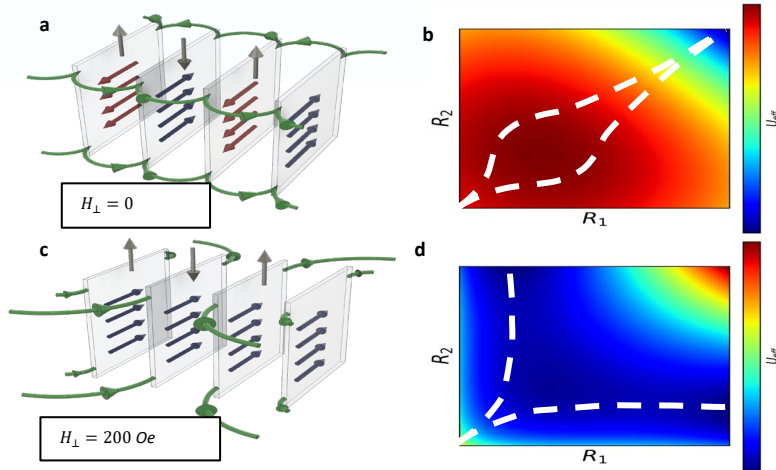 a
H⊥ = 0
b
R2
R1
Ueff
c
H⊥ = 200 Oe
d
R2
R1
Ueff